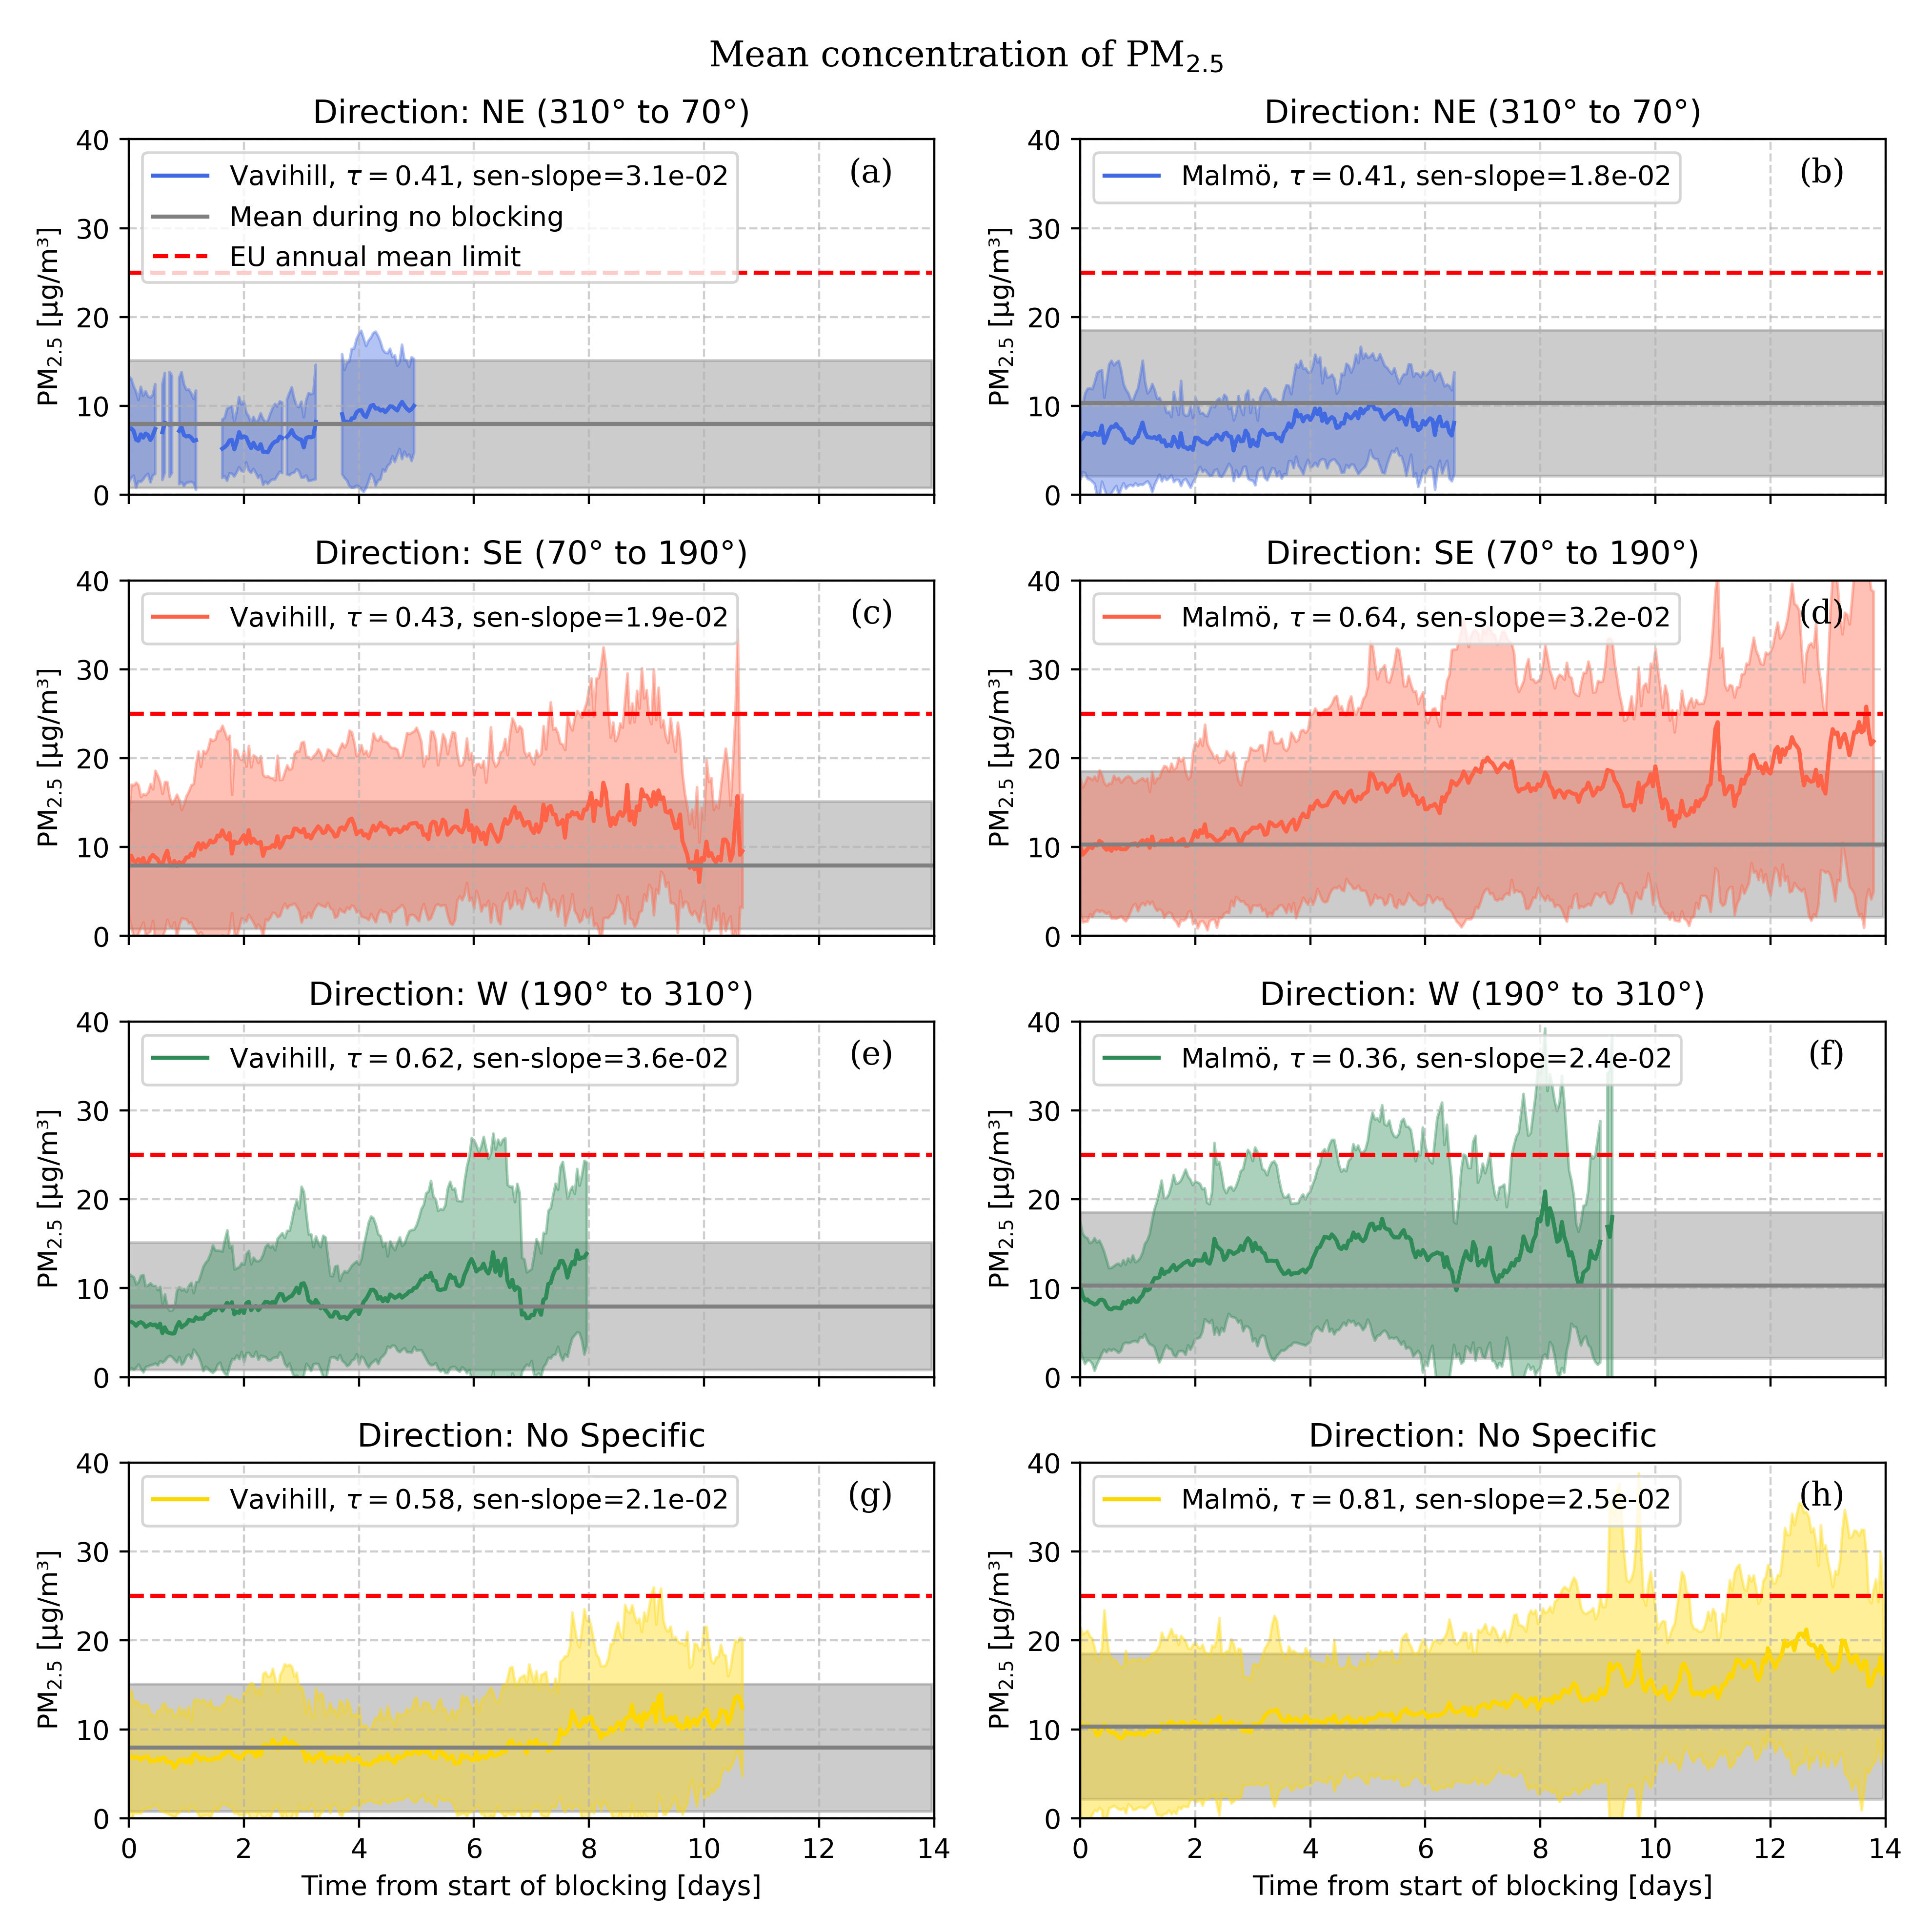 Mean concentration of PM₂.₅
Direction: NE (310° to 70°)
40
30
20
10
0
PM₂.₅ [µg/m³]
Vavihill, τ = 0.41, sen-slope=3.1e-02
Mean during no blocking
EU annual mean limit
(a)
Direction: NE (310° to 70°)
40
30
20
10
0
PM₂.₅ [µg/m³]
Malmö, τ = 0.41, sen-slope=1.8e-02
(b)
Direction: SE (70° to 190°)
40
30
20
10
0
PM₂.₅ [µg/m³]
Vavihill, τ = 0.43, sen-slope=1.9e-02
(c)
Direction: SE (70° to 190°)
40
30
20
10
0
PM₂.₅ [µg/m³]
Malmö, τ = 0.64, sen-slope=3.2e-02
(d)
Direction: W (190° to 310°)
40
30
20
10
0
PM₂.₅ [µg/m³]
Vavihill, τ = 0.62, sen-slope=3.6e-02
(e)
Direction: W (190° to 310°)
40
30
20
10
0
PM₂.₅ [µg/m³]
Malmö, τ = 0.36, sen-slope=2.4e-02
(f)
Direction: No Specific
40
30
20
10
0
PM₂.₅ [µg/m³]
Vavihill, τ = 0.58, sen-slope=2.1e-02
(g)
0 2 4 6 8 10 12 14
Time from start of blocking [days]
Direction: No Specific
40
30
20
10
0
PM₂.₅ [µg/m³]
Malmö, τ = 0.81, sen-slope=2.5e-02
(h)
0 2 4 6 8 10 12 14
Time from start of blocking [days]